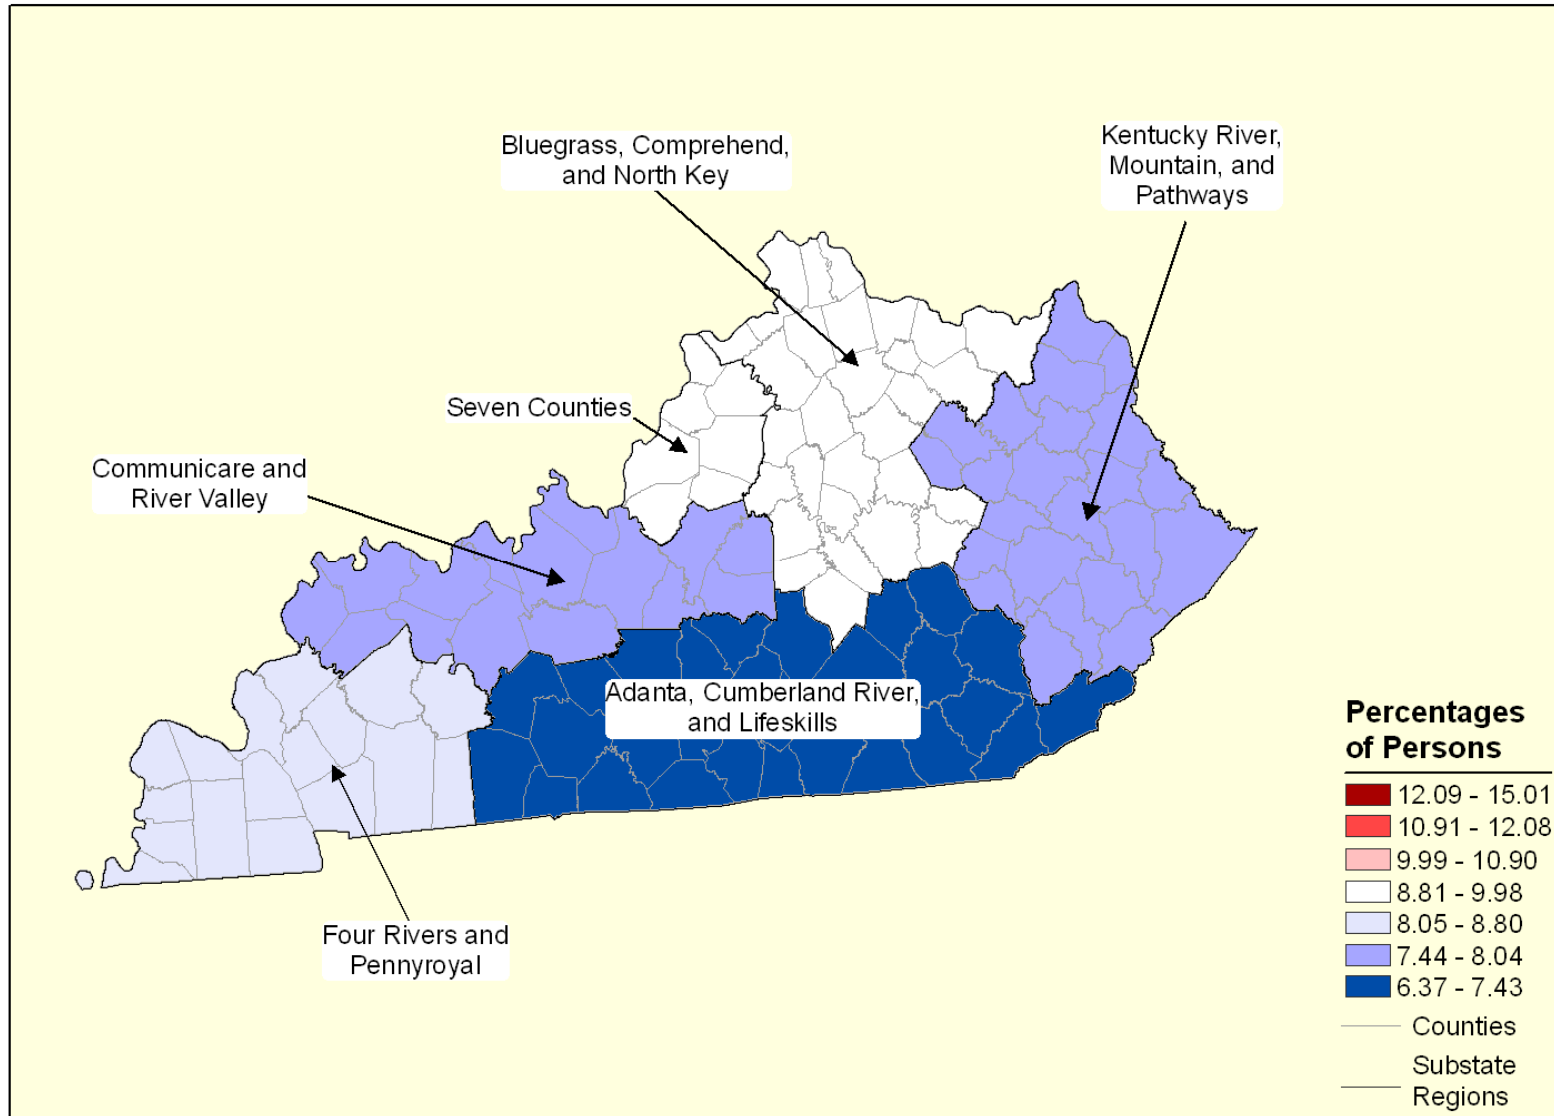 Bluegrass, Comprehend,
and North Key
Kentucky River,
Mountain, and
Pathways
Seven Counties
Communicare and
River Valley
Adanta, Cumberland River,
and Lifeskills
Four Rivers and
Pennyroyal
Percentages
of Persons
12.09 - 15.01
10.91 - 12.08
9.99 - 10.90
8.81 - 9.98
8.05 - 8.80
7.44 - 8.04
6.37 - 7.43
Counties
Substate
Regions